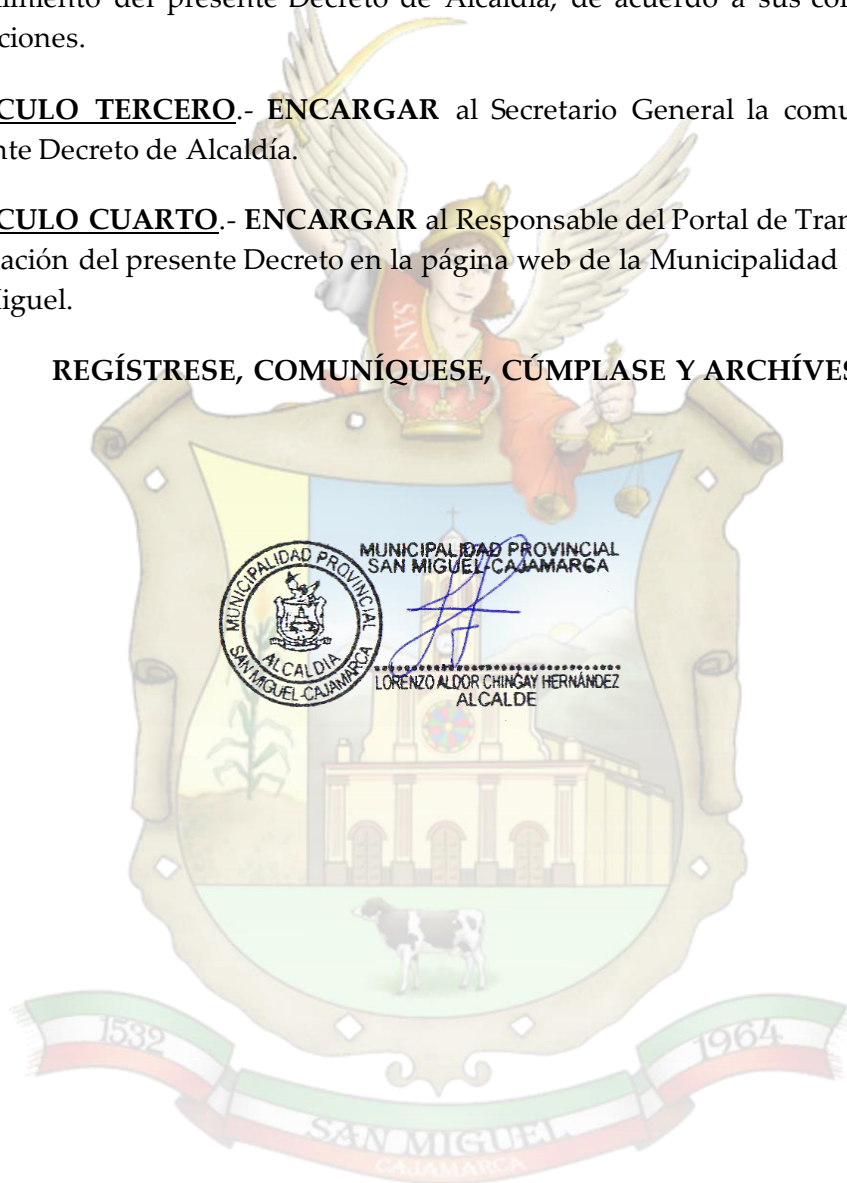 imiento del presente Decreto de Alcaldía, de acuerdo a sus co
ciones.
CULO TERCERO.- ENCARGAR al Secretario General la comu
nte Decreto de Alcaldía.
CULO CUARTO.- ENCARGAR al Responsable del Portal de Tran
ación del presente Decreto en la página web de la Municipalidad
iguel.
REGÍSTRESE, COMUNÍQUESE, CÚMPLASE Y ARCHÍVES
SAN
MUNICIPALIDAD PROVINCIAL
SAN MIGUEL-CAJAMARCA
ALCALDIA
MUNICIPALIDAD PROVINCIAL
SAN MIGUEL-CAJAMARCA
LORENZO ALDOR CHINGAY HERNÁNDEZ
ALCALDE
1532
1964
SAN MIGUEL
CAJAMARCA